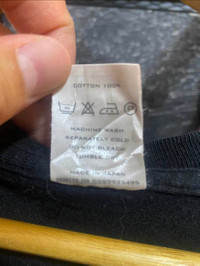 COTTON 100%
MACHINE WASH
SEPARATELY COLD
DO NOT BLEACH
TUMBLE DRY
MADE IN JAPAN